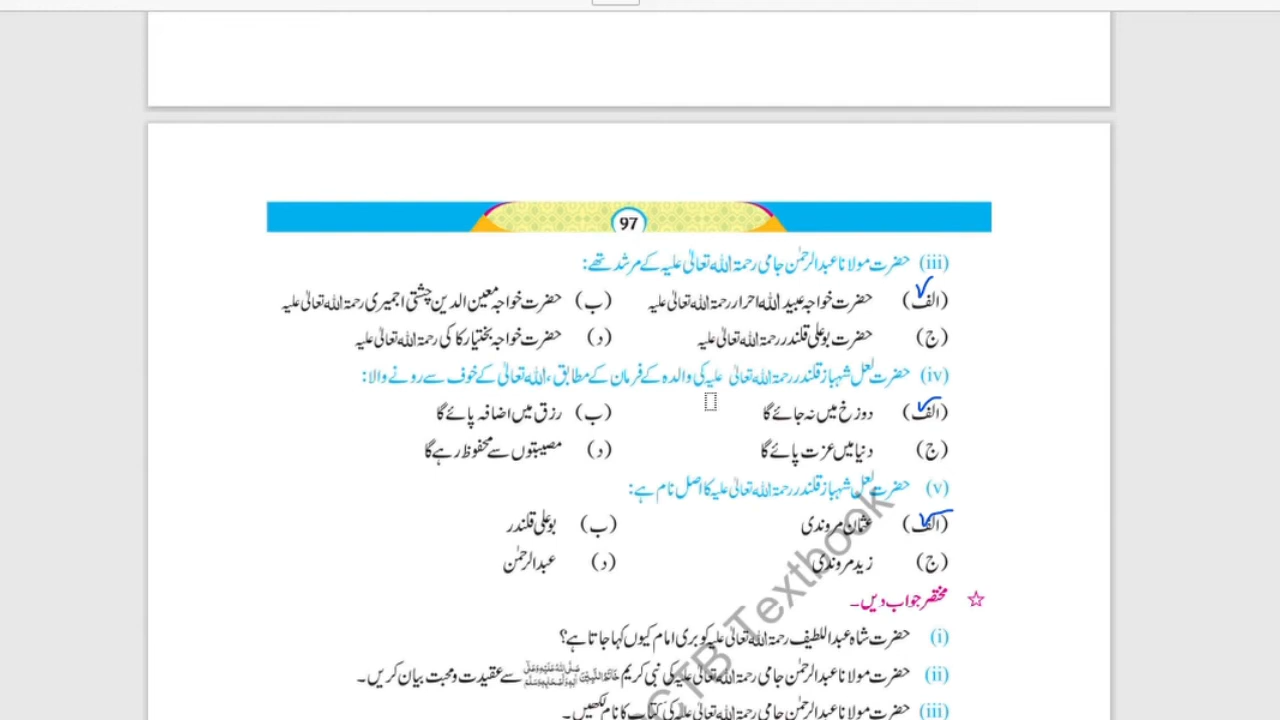 97
(iii) حضرت مولانا عبدالرحمٰن جامی رحمۃ اللہ تعالیٰ علیہ کے مرشد تھے:
(الف) حضرت خواجہ عبید اللہ احرار رحمۃ اللہ تعالیٰ علیہ (ب) حضرت خواجہ معین الدین چشتی اجمیری رحمۃ اللہ تعالیٰ علیہ
(ج) حضرت بوعلی قلندر رحمۃ اللہ تعالیٰ علیہ (د) حضرت خواجہ بختیار کاکی رحمۃ اللہ تعالیٰ علیہ
(iv) حضرت لعل شہباز قلندر رحمۃ اللہ تعالیٰ علیہ کی والدہ کے فرمان کے مطابق، اللہ تعالیٰ کے خوف سے رونے والا:
(الف) دوزخ میں نہ جائے گا (ب) رزق میں اضافہ پائے گا
(ج) دنیا میں عزت پائے گا (د) مصیبتوں سے محفوظ رہے گا
(v) حضرت لعل شہباز قلندر رحمۃ اللہ تعالیٰ علیہ کا اصل نام ہے:
(الف) عثمان مروندی (ب) بوعلی قلندر
(ج) زید مروندی (د) عبدالرحمٰن
☆ مختصر جواب دیں۔
(i) حضرت شاہ عبداللطیف رحمۃ اللہ تعالیٰ علیہ کو بری امام کیوں کہا جاتا ہے؟
(ii) حضرت مولانا عبدالرحمٰن جامی رحمۃ اللہ تعالیٰ علیہ کی نبی کریم خَاتَمُ النَّبِيّٖنَ صَلَّی اللہُ عَلَیْہِ وَعَلٰٓی اٰلِہٖ وَاَصْحَابِہٖ وَسَلَّمَ سے عقیدت و محبت بیان کریں۔
(iii) حضرت مولانا عبدالرحمٰن جامی رحمۃ اللہ تعالیٰ علیہ کی کتاب کا نام لکھیں۔
CTB Textbook